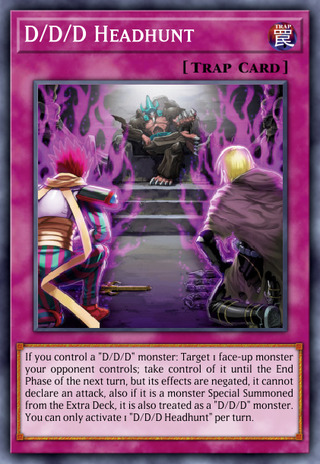 D/D/D Headhunt
TRAP
罠
[Trap Card]
If you control a "D/D/D" monster: Target 1 face-up monster
your opponent controls; take control of it until the End
Phase of the next turn, but its effects are negated, it cannot
declare an attack, also if it is a monster Special Summoned
from the Extra Deck, it is also treated as a "D/D/D" monster.
You can only activate 1 "D/D/D Headhunt" per turn.